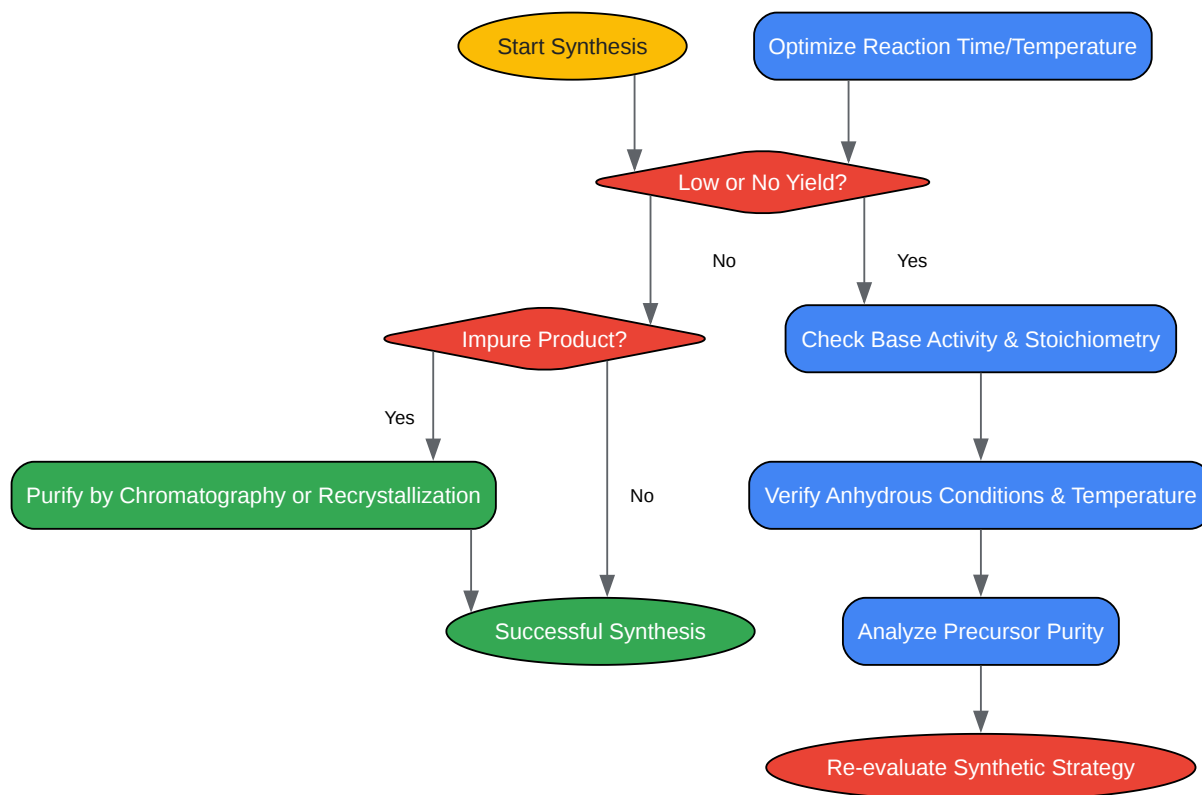 Start Synthesis
Optimize Reaction Time/Temperature
Low or No Yield?
No
Yes
Impure Product?
Check Base Activity & Stoichiometry
Yes
Purify by Chromatography or Recrystallization
No
Verify Anhydrous Conditions & Temperature
Successful Synthesis
Analyze Precursor Purity
Re-evaluate Synthetic Strategy